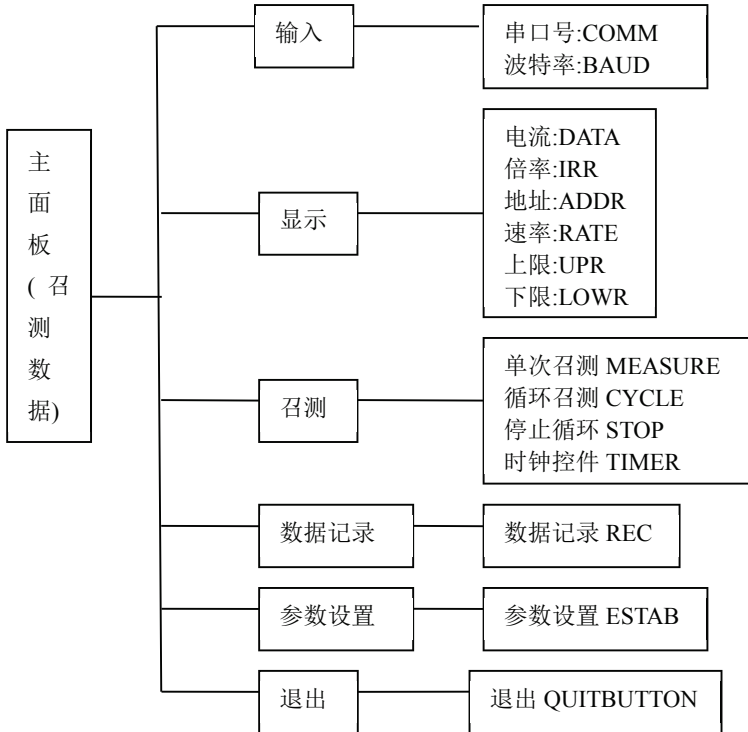 主
面
板
( 召
测
数
据)
输入
串口号:COMM
波特率:BAUD
显示
电流:DATA
倍率:IRR
地址:ADDR
速率:RATE
上限:UPR
下限:LOWR
召测
单次召测 MEASURE
循环召测 CYCLE
停止循环 STOP
时钟控件 TIMER
数据记录
数据记录 REC
参数设置
参数设置 ESTAB
退出
退出 QUITBUTTON